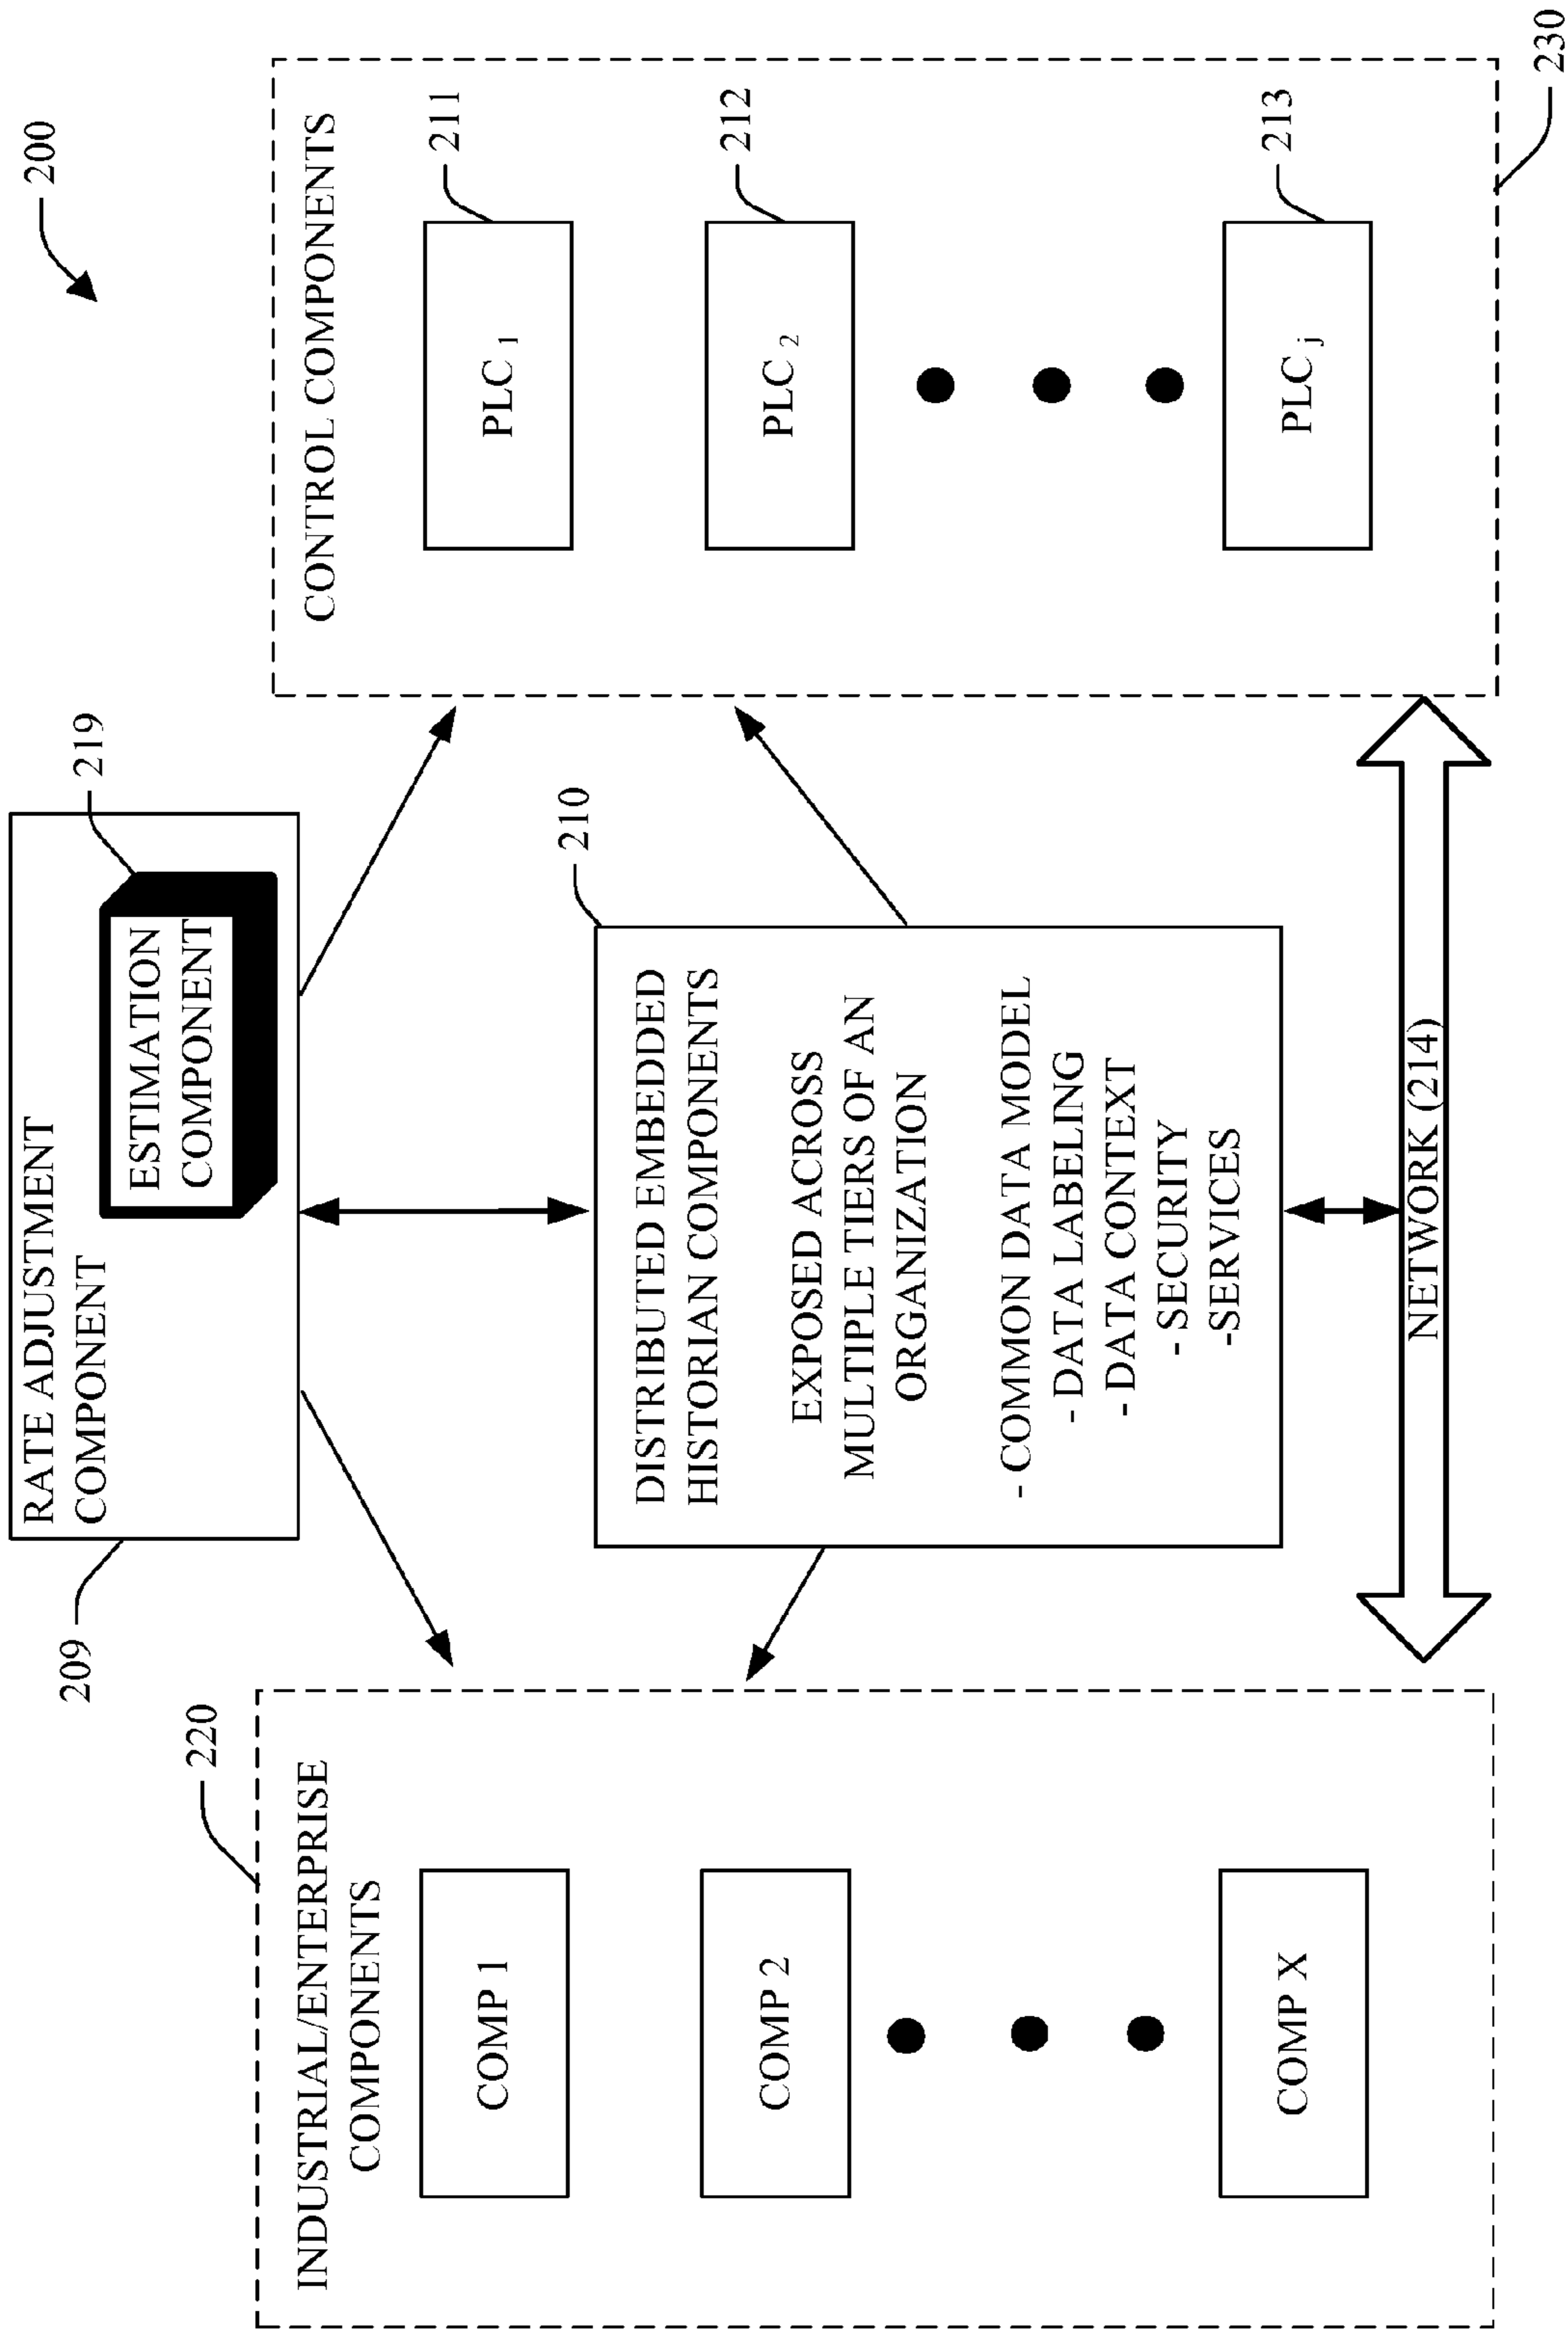 200
RATE ADJUSTMENT
COMPONENT
209
ESTIMATION
COMPONENT
219
220
INDUSTRIAL/ENTERPRISE
COMPONENTS
COMP 1
COMP 2
COMP X
210
DISTRIBUTED EMBEDDED
HISTORIAN COMPONENTS
EXPOSED ACROSS
MULTIPLE TIERS OF AN
ORGANIZATION
- COMMON DATA MODEL
- DATA LABELING
- DATA CONTEXT
- SECURITY
-SERVICES
CONTROL COMPONENTS
PLC 1
211
PLC 2
212
PLC j
213
230
NETWORK (214)